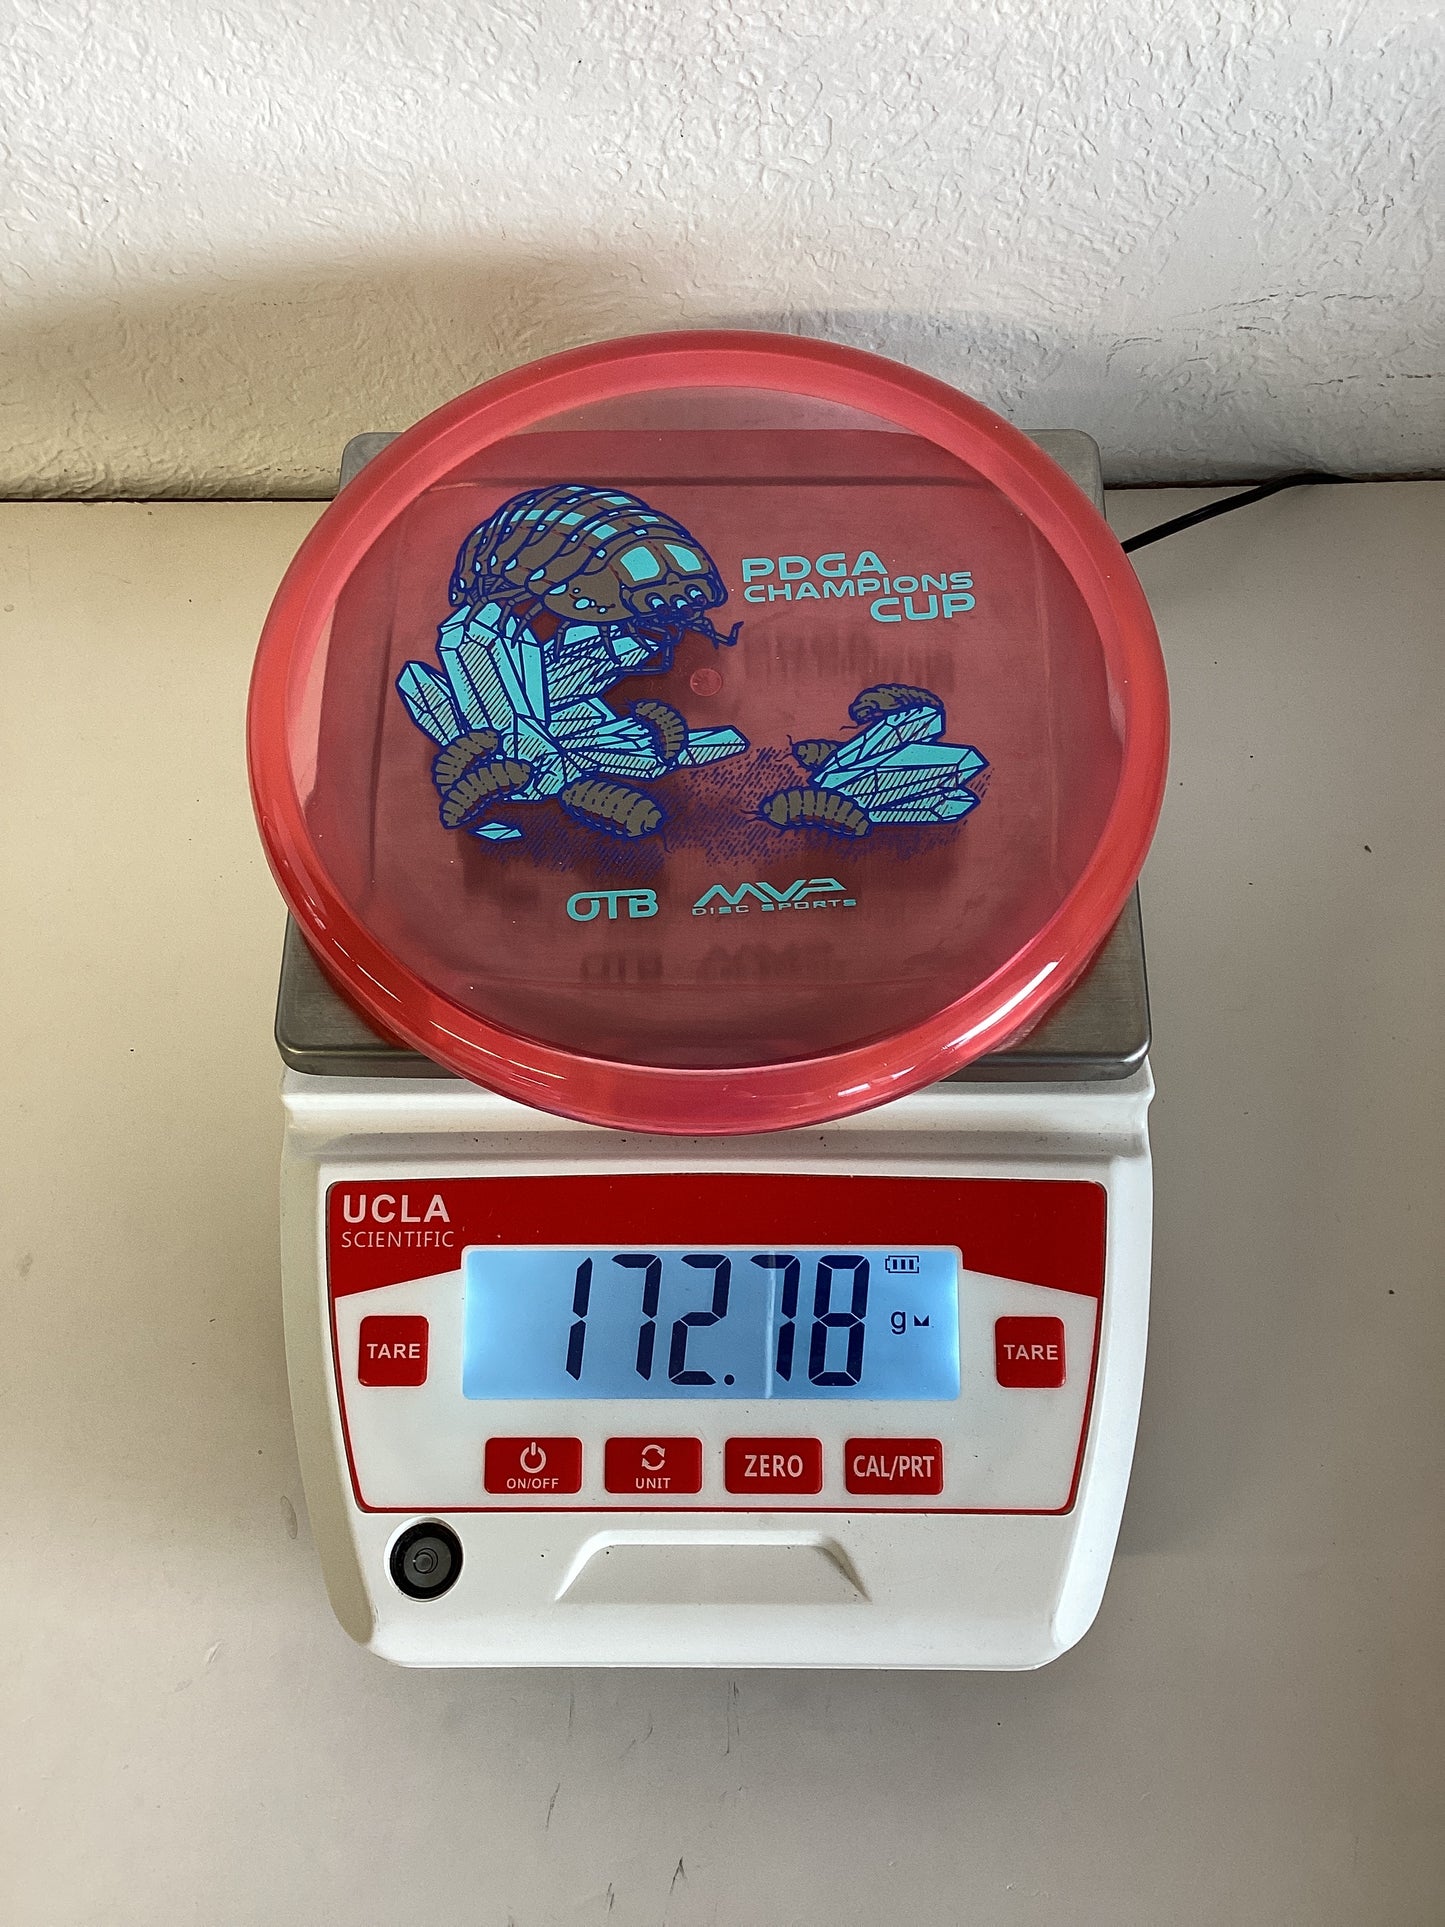 PDGA
CHAMPIONS
CUP
OTB
MVP
DISC SPORTS
UCLA
SCIENTIFIC
172.78
g
TARE
TARE
ON/OFF
UNIT
ZERO
CAL/PRT